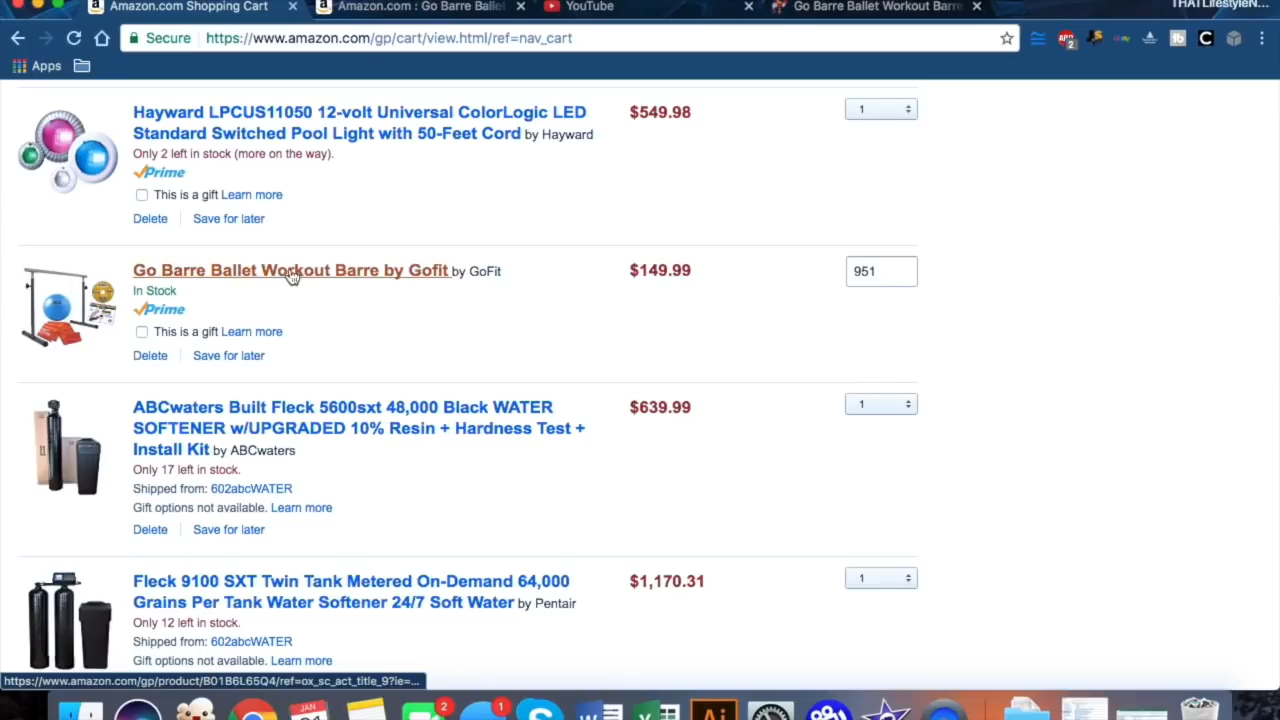 Amazon.com Shopping Cart
Amazon.com : Go Barre Ballet
YouTube
Go Barre Ballet Workout Barre
THATLifestyleN...
Secure
https://www.amazon.com/gp/cart/view.html/ref=nav_cart
Apps
Hayward LPCUS11050 12-volt Universal ColorLogic LED
Standard Switched Pool Light with 50-Feet Cord by Hayward
$549.98
1
Only 2 left in stock (more on the way).
Prime
This is a gift Learn more
Delete
Save for later
Go Barre Ballet Workout Barre by Gofit by GoFit
$149.99
951
In Stock
Prime
This is a gift Learn more
Delete
Save for later
ABCwaters Built Fleck 5600sxt 48,000 Black WATER
SOFTENER w/UPGRADED 10% Resin + Hardness Test +
Install Kit by ABCwaters
$639.99
1
Only 17 left in stock.
Shipped from: 602abcWATER
Gift options not available. Learn more
Delete
Save for later
Fleck 9100 SXT Twin Tank Metered On-Demand 64,000
Grains Per Tank Water Softener 24/7 Soft Water by Pentair
$1,170.31
1
Only 12 left in stock.
Shipped from: 602abcWATER
Gift options not available. Learn more
https://www.amazon.com/gp/product/B01B6L65Q4/ref=ox_sc_act_title_9?ie=...
JAN
2
1
Ai